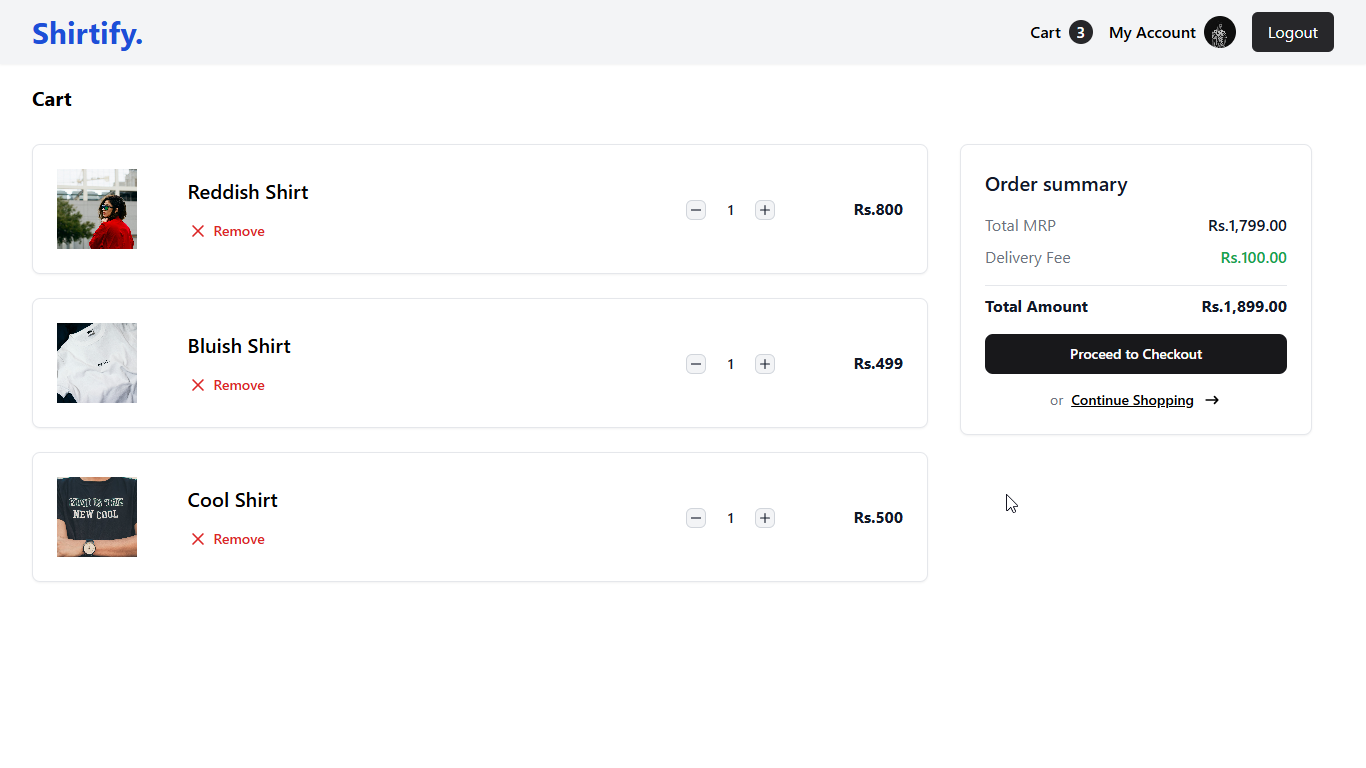 Shirtify.
Cart 3 My Account Logout
Cart
Reddish Shirt
Remove
1
Rs.800
Bluish Shirt
Remove
1
Rs.499
NEW COOL
Cool Shirt
Remove
1
Rs.500
Order summary
Total MRP Rs.1,799.00
Delivery Fee Rs.100.00
Total Amount Rs.1,899.00
Proceed to Checkout
or Continue Shopping →